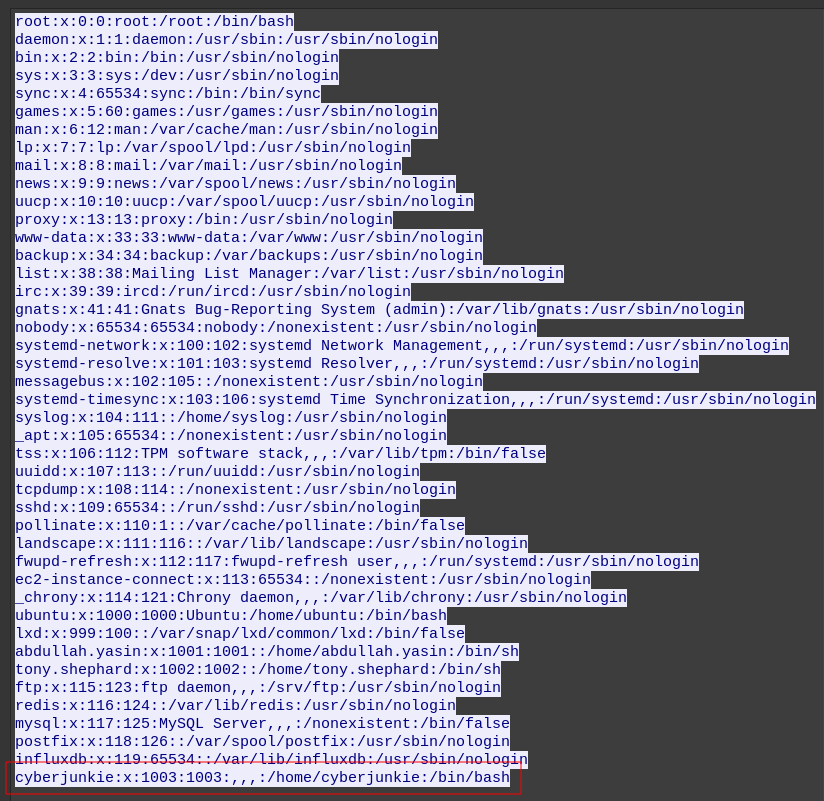 root:x:0:0:root:/root:/bin/bash
daemon:x:1:1:daemon:/usr/sbin:/usr/sbin/nologin
bin:x:2:2:bin:/bin:/usr/sbin/nologin
sys:x:3:3:sys:/dev:/usr/sbin/nologin
sync:x:4:65534:sync:/bin:/bin/sync
games:x:5:60:games:/usr/games:/usr/sbin/nologin
man:x:6:12:man:/var/cache/man:/usr/sbin/nologin
lp:x:7:7:lp:/var/spool/lpd:/usr/sbin/nologin
mail:x:8:8:mail:/var/mail:/usr/sbin/nologin
news:x:9:9:news:/var/spool/news:/usr/sbin/nologin
uucp:x:10:10:uucp:/var/spool/uucp:/usr/sbin/nologin
proxy:x:13:13:proxy:/bin:/usr/sbin/nologin
www-data:x:33:33:www-data:/var/www:/usr/sbin/nologin
backup:x:34:34:backup:/var/backups:/usr/sbin/nologin
list:x:38:38:Mailing List Manager:/var/list:/usr/sbin/nologin
irc:x:39:39:ircd:/run/ircd:/usr/sbin/nologin
gnats:x:41:41:Gnats Bug-Reporting System (admin):/var/lib/gnats:/usr/sbin/nologin
nobody:x:65534:65534:nobody:/nonexistent:/usr/sbin/nologin
systemd-network:x:100:102:systemd Network Management,,,:/run/systemd:/usr/sbin/nologin
systemd-resolve:x:101:103:systemd Resolver,,,:/run/systemd:/usr/sbin/nologin
messagebus:x:102:105::/nonexistent:/usr/sbin/nologin
systemd-timesync:x:103:106:systemd Time Synchronization,,,:/run/systemd:/usr/sbin/nologin
syslog:x:104:111::/home/syslog:/usr/sbin/nologin
_apt:x:105:65534::/nonexistent:/usr/sbin/nologin
tss:x:106:112:TPM software stack,,,:/var/lib/tpm:/bin/false
uuidd:x:107:113::/run/uuidd:/usr/sbin/nologin
tcpdump:x:108:114::/nonexistent:/usr/sbin/nologin
sshd:x:109:65534::/run/sshd:/usr/sbin/nologin
pollinate:x:110:1::/var/cache/pollinate:/bin/false
landscape:x:111:116::/var/lib/landscape:/usr/sbin/nologin
fwupd-refresh:x:112:117:fwupd-refresh user,,,:/run/systemd:/usr/sbin/nologin
ec2-instance-connect:x:113:65534::/nonexistent:/usr/sbin/nologin
_chrony:x:114:121:Chrony daemon,,,:/var/lib/chrony:/usr/sbin/nologin
ubuntu:x:1000:1000:Ubuntu:/home/ubuntu:/bin/bash
lxd:x:999:100::/var/snap/lxd/common/lxd:/bin/false
abdullah.yasin:x:1001:1001::/home/abdullah.yasin:/bin/sh
tony.shephard:x:1002:1002::/home/tony.shephard:/bin/sh
ftp:x:115:123:ftp daemon,,,:/srv/ftp:/usr/sbin/nologin
redis:x:116:124::/var/lib/redis:/usr/sbin/nologin
mysql:x:117:125:MySQL Server,,,:/nonexistent:/bin/false
postfix:x:118:126::/var/spool/postfix:/usr/sbin/nologin
influxdb:x:119:65534::/var/lib/influxdb:/usr/sbin/nologin
cyberjunkie:x:1003:1003:,,,:/home/cyberjunkie:/bin/bash